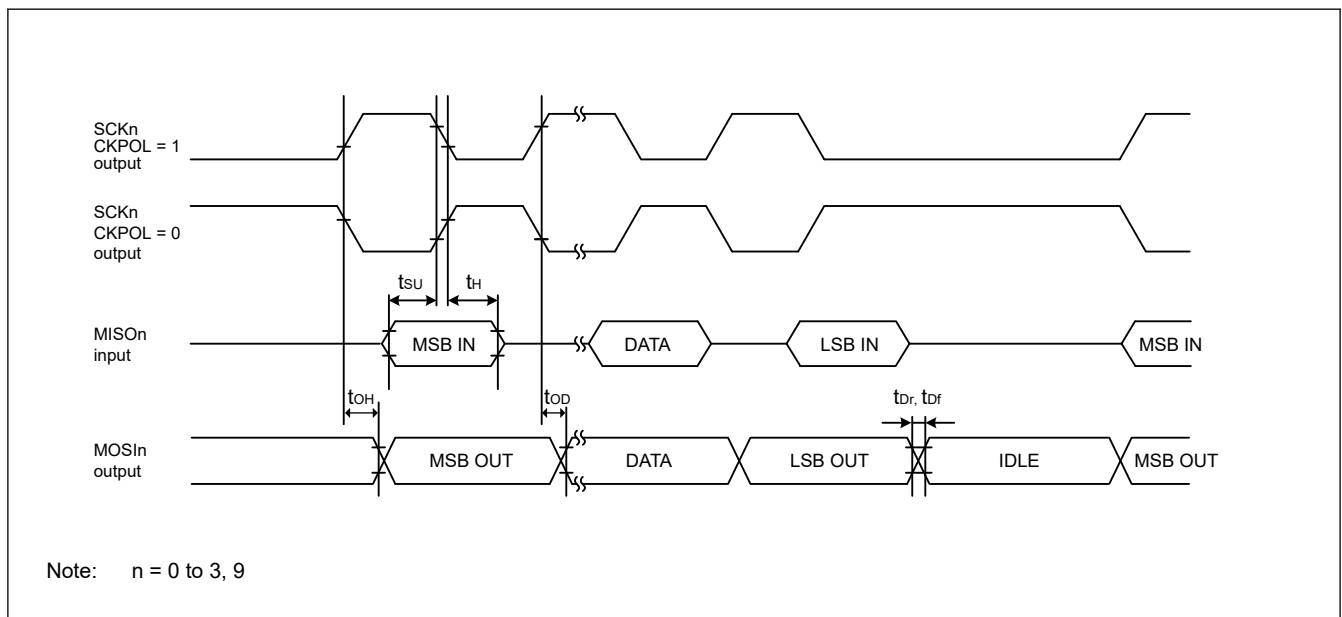 SCKn
CKPOL = 1
output
SCKn
CKPOL = 0
output
tSU
tH
MISOn
input
MSB IN
DATA
LSB IN
MSB IN
tOH
tOD
tDr, tDf
MOSIn
output
MSB OUT
DATA
LSB OUT
IDLE
MSB OUT
Note: n = 0 to 3, 9